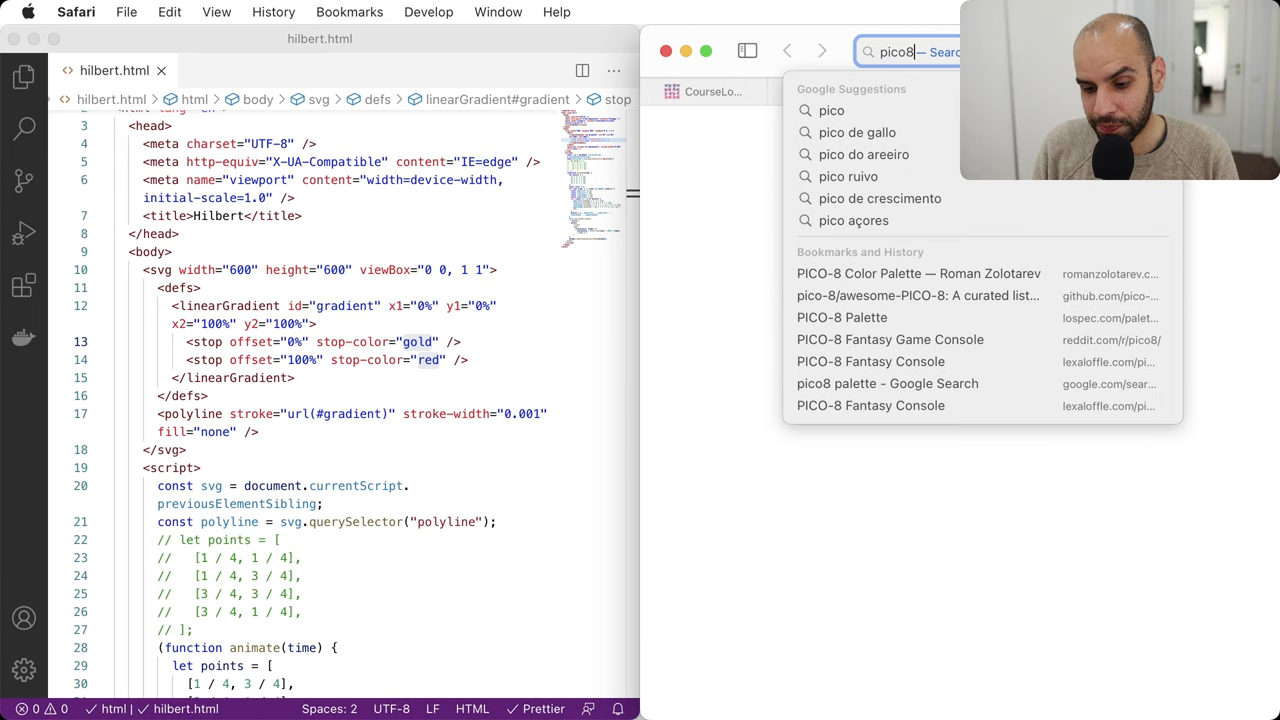 Safari File Edit View History Bookmarks Develop Window Help
hilbert.html
hilbert.html
hilbert.html html body svg defs linearGradient#gradient stop
3 <head>
4 charset="UTF-8" />
5 <meta http-equiv="X-UA-Compatible" content="IE=edge" />
6 <meta name="viewport" content="width=device-width,
initial-scale=1.0" />
7 <title>Hilbert</title>
8 </head>
9 <body>
10 <svg width="600" height="600" viewBox="0 0, 1 1">
11 <defs>
12 <linearGradient id="gradient" x1="0%" y1="0%"
x2="100%" y2="100%">
13 <stop offset="0%" stop-color="gold" />
14 <stop offset="100%" stop-color="red" />
15 </linearGradient>
16 </defs>
17 <polyline stroke="url(#gradient)" stroke-width="0.001"
fill="none" />
18 </svg>
19 <script>
20 const svg = document.currentScript.
previousElementSibling;
21 const polyline = svg.querySelector("polyline");
22 // let points = [
23 // [1 / 4, 1 / 4],
24 // [1 / 4, 3 / 4],
25 // [3 / 4, 3 / 4],
26 // [3 / 4, 1 / 4],
27 // ];
28 (function animate(time) {
29 let points = [
30 [1 / 4, 3 / 4],
0 0 html | hilbert.html Spaces: 2 UTF-8 LF HTML Prettier
pico8 — Searc
CourseLo...
Google Suggestions
pico
pico de gallo
pico do areeiro
pico ruivo
pico de crescimento
pico açores
Bookmarks and History
PICO-8 Color Palette — Roman Zolotarev romanzolotarev.c...
pico-8/awesome-PICO-8: A curated list... github.com/pico-...
PICO-8 Palette lospec.com/palet...
PICO-8 Fantasy Game Console reddit.com/r/pico8/
PICO-8 Fantasy Console lexaloffle.com/pi...
pico8 palette - Google Search google.com/sear...
PICO-8 Fantasy Console lexaloffle.com/pi...